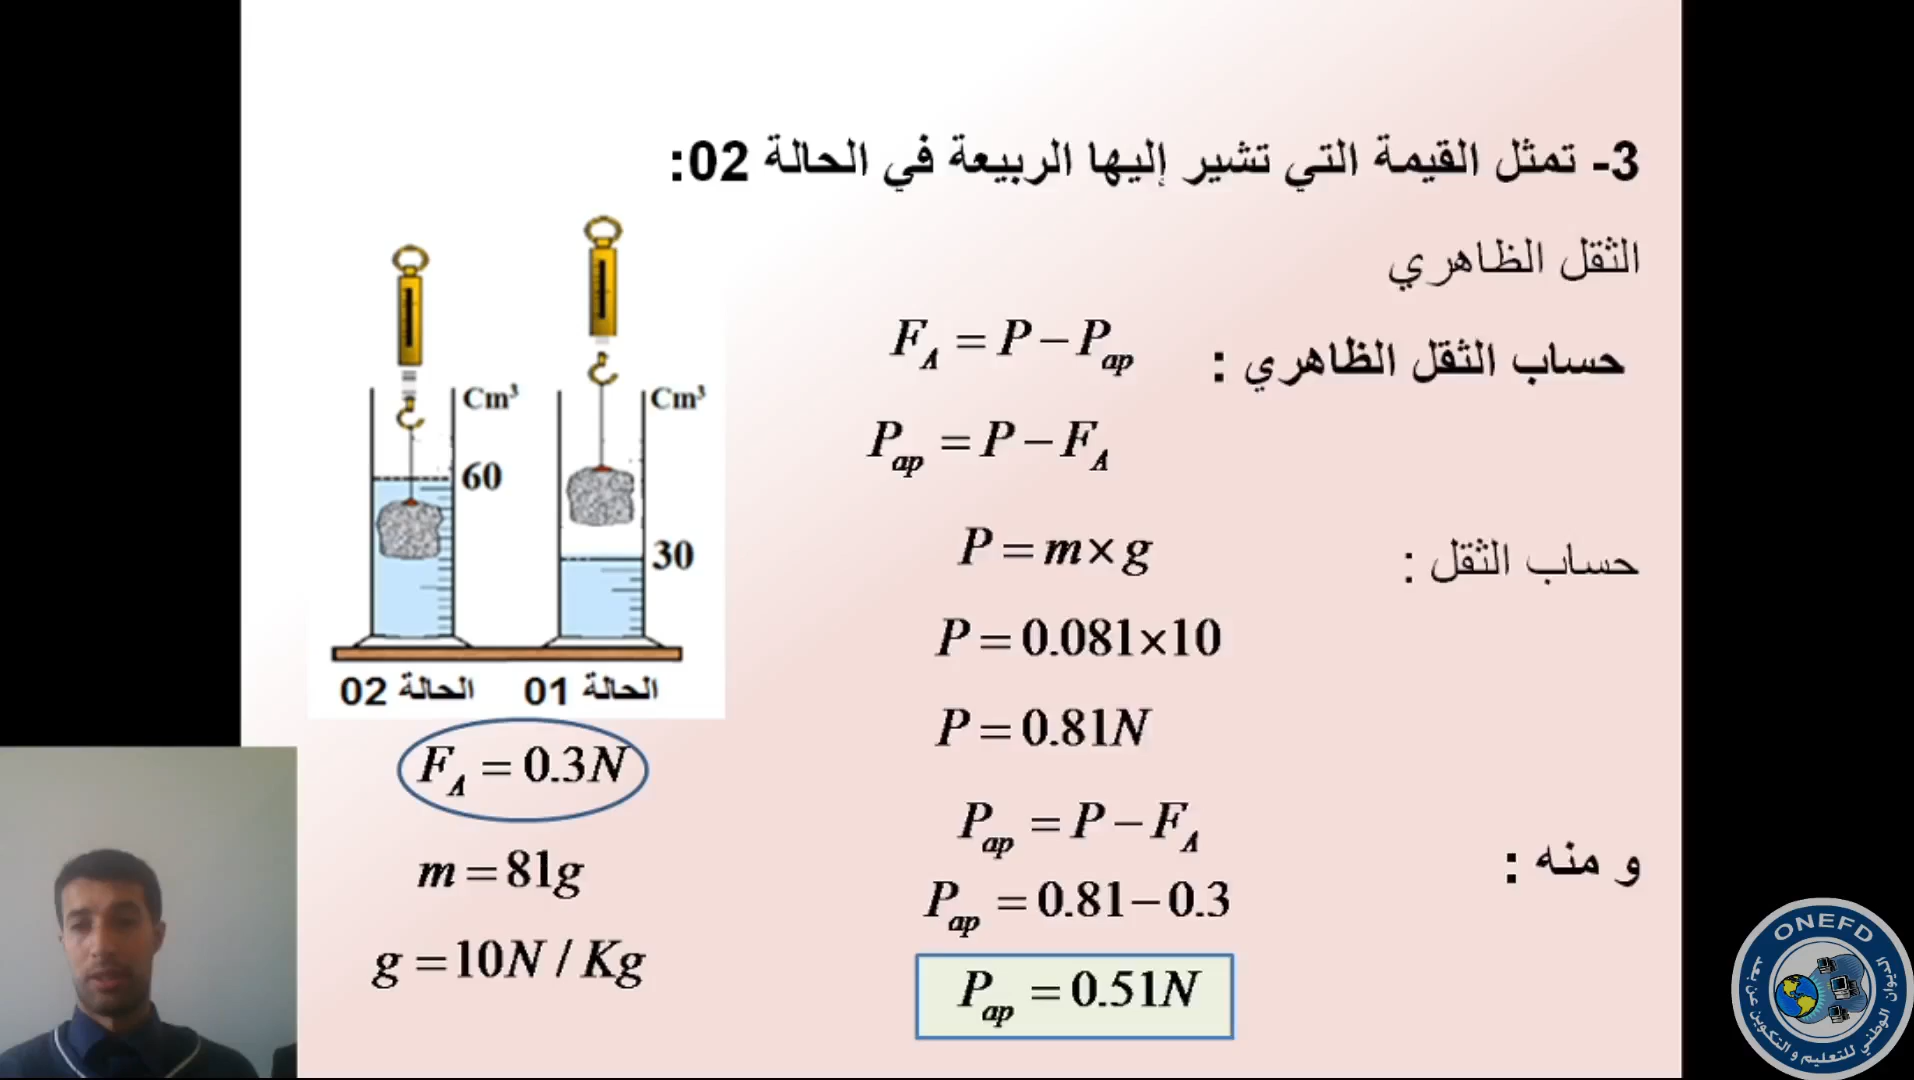 3- تمثل القيمة التي تشير إليها الربيعة في الحالة 02:
الثقل الظاهري
حساب الثقل الظاهري :
F_A = P − P_ap
P_ap = P − F_A
حساب الثقل :
P = m × g
P = 0.081×10
P = 0.81N
و منه :
P_ap = P − F_A
P_ap = 0.81 − 0.3
P_ap = 0.51N
Cm³
60
Cm³
30
الحالة 01
الحالة 02
F_A = 0.3N
m = 81g
g = 10N / Kg
ONEFD
الديوان الوطني للتعليم و التكوين عن بعد